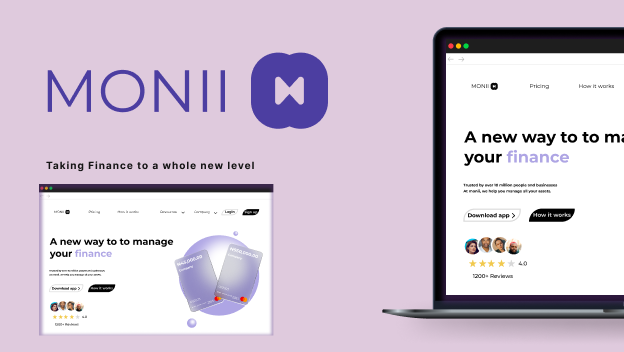 MONII
Taking Finance to a whole new level
MONII
Pricing
How it works
Resources
Company
Login
Sign up
A new way to to manage
your finance
Download app
How it works
4.0
1200+ Reviews
MONII
Pricing
How it works
A new way to to ma
your finance
Trusted by over 10 million people and businesses
At monii, we help you manage all your assets.
Download app
How it works
4.0
1200+ Reviews